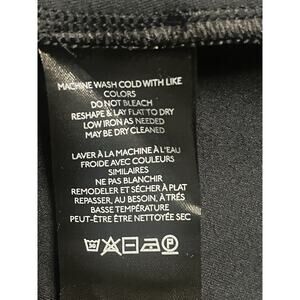 MACHINE WASH COLD WITH LIKE
COLORS
DO NOT BLEACH
RESHAPE & LAY FLAT TO DRY
LOW IRON AS NEEDED
MAY BE DRY CLEANED
LAVER À LA MACHINE À L'EAU
FROIDE AVEC COULEURS
SIMILAIRES
NE PAS BLANCHIR
REMODELER ET SÉCHER À PLAT
REPASSER, AU BESOIN, À TRÉS
BASSE TEMPÉRATURE
PEUT-ÊTRE ÊTRE NETTOYÉE SEC